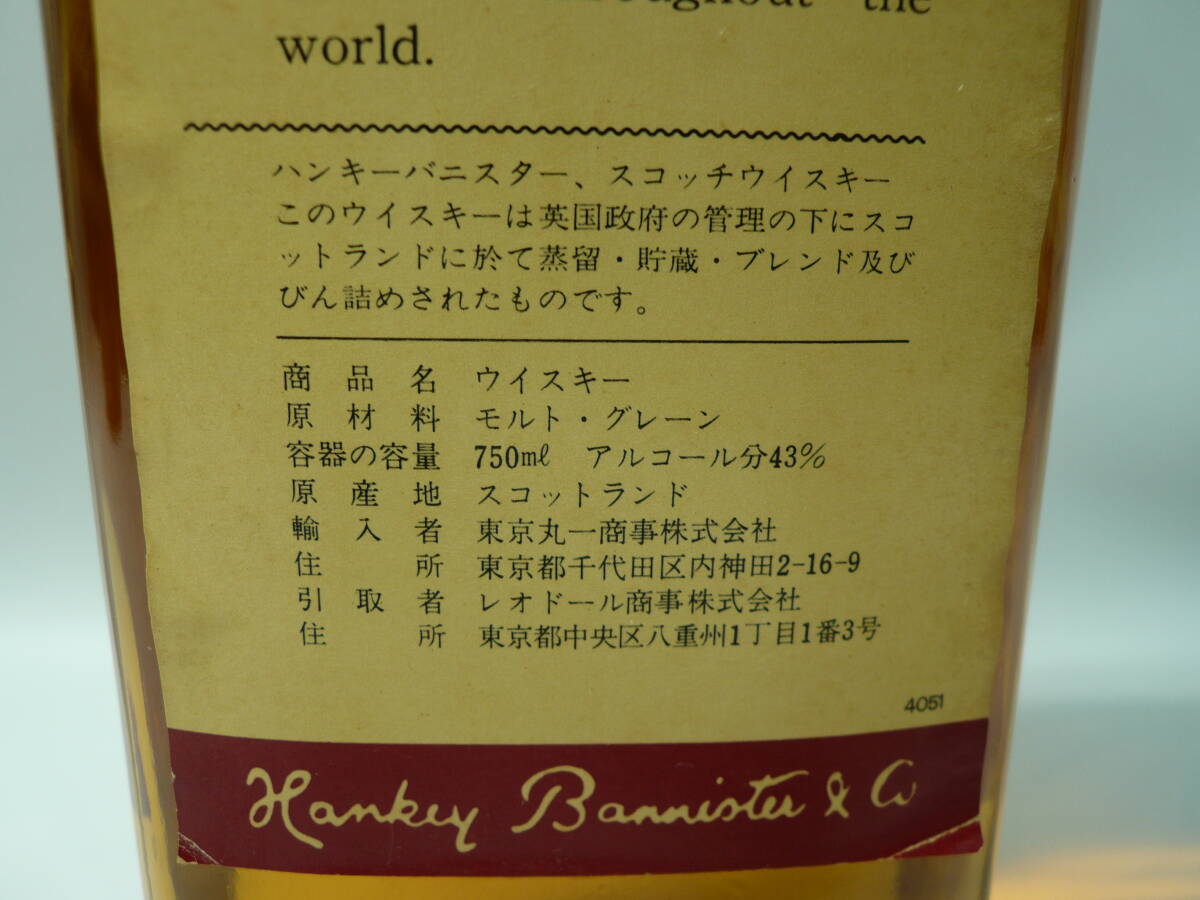 the
world.
ハンキーバニスター、スコッチウイスキー
このウイスキーは英国政府の管理の下にスコ
ットランドに於て蒸留・貯蔵・ブレンド及び
びん詰めされたものです。
商品名 ウイスキー
原材料 モルト・グレーン
容器の容量 750mℓ アルコール分43%
原産地 スコットランド
輸入者 東京丸一商事株式会社
住所 東京都千代田区内神田2-16-9
引取者 レオドール商事株式会社
住所 東京都中央区八重州1丁目1番3号
4051
Hankey Bannister & Co